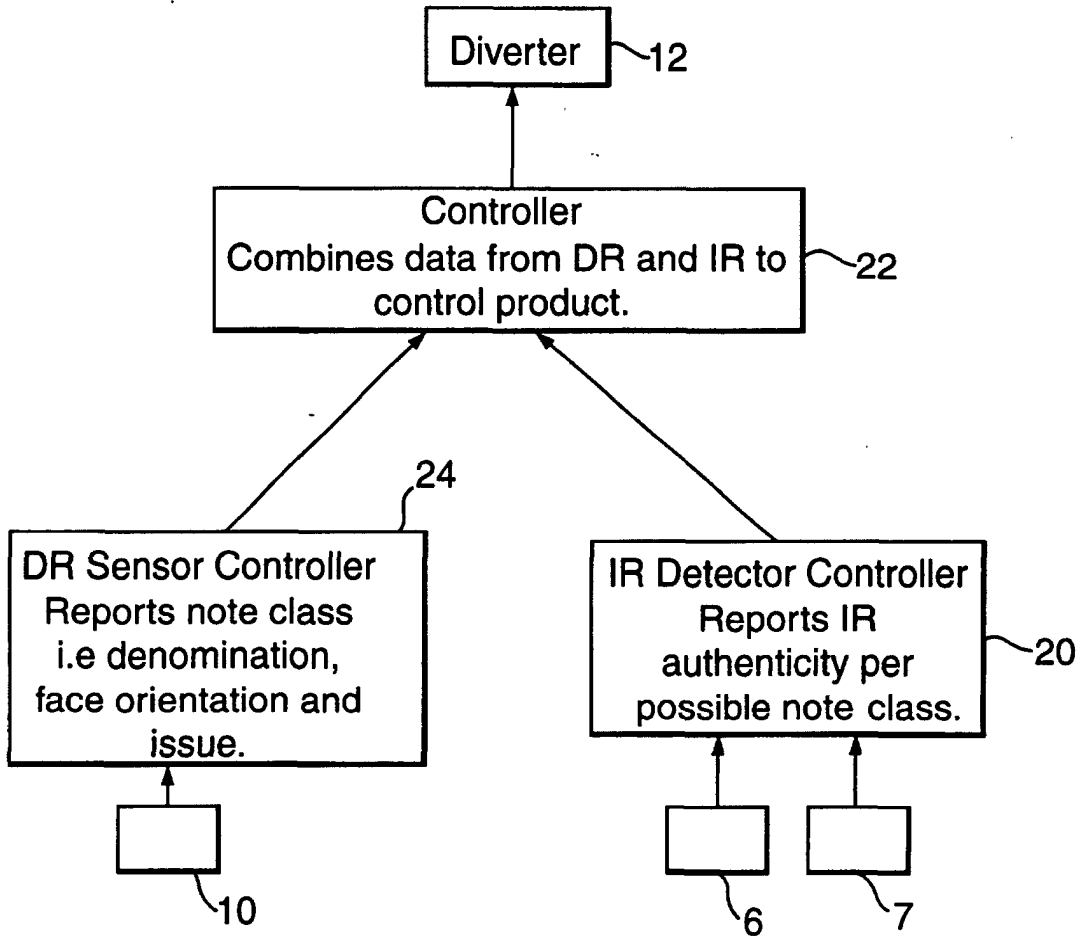 Diverter
12
Controller
Combines data from DR and IR to
control product.
22
24
DR Sensor Controller
Reports note class
i.e denomination,
face orientation and
issue.
IR Detector Controller
Reports IR
authenticity per
possible note class.
20
10
6
7